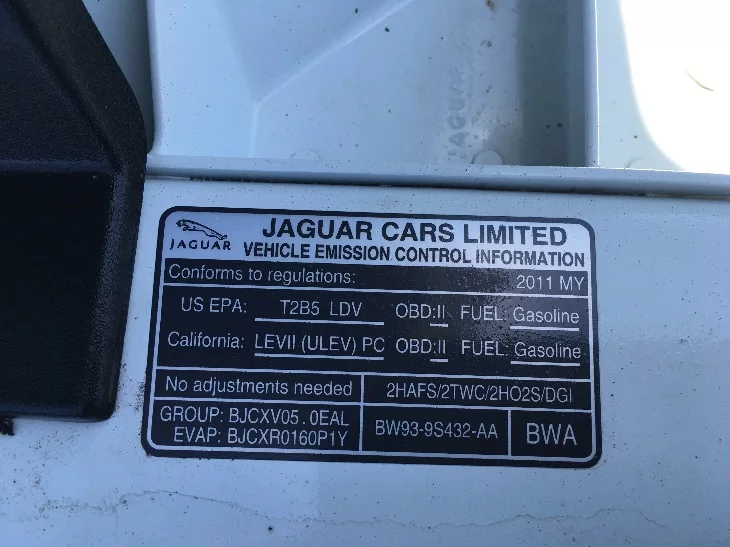 JAGUAR
JAGUAR
JAGUAR CARS LIMITED
VEHICLE EMISSION CONTROL INFORMATION
Conforms to regulations: 2011 MY
US EPA: T2B5 LDV OBD:II FUEL: Gasoline
California: LEVII (ULEV) PC OBD:II FUEL: Gasoline
No adjustments needed 2HAFS/2TWC/2HO2S/DGI
GROUP: BJCXV05.0EAL
EVAP: BJCXR0160P1Y
BW93-9S432-AA
BWA